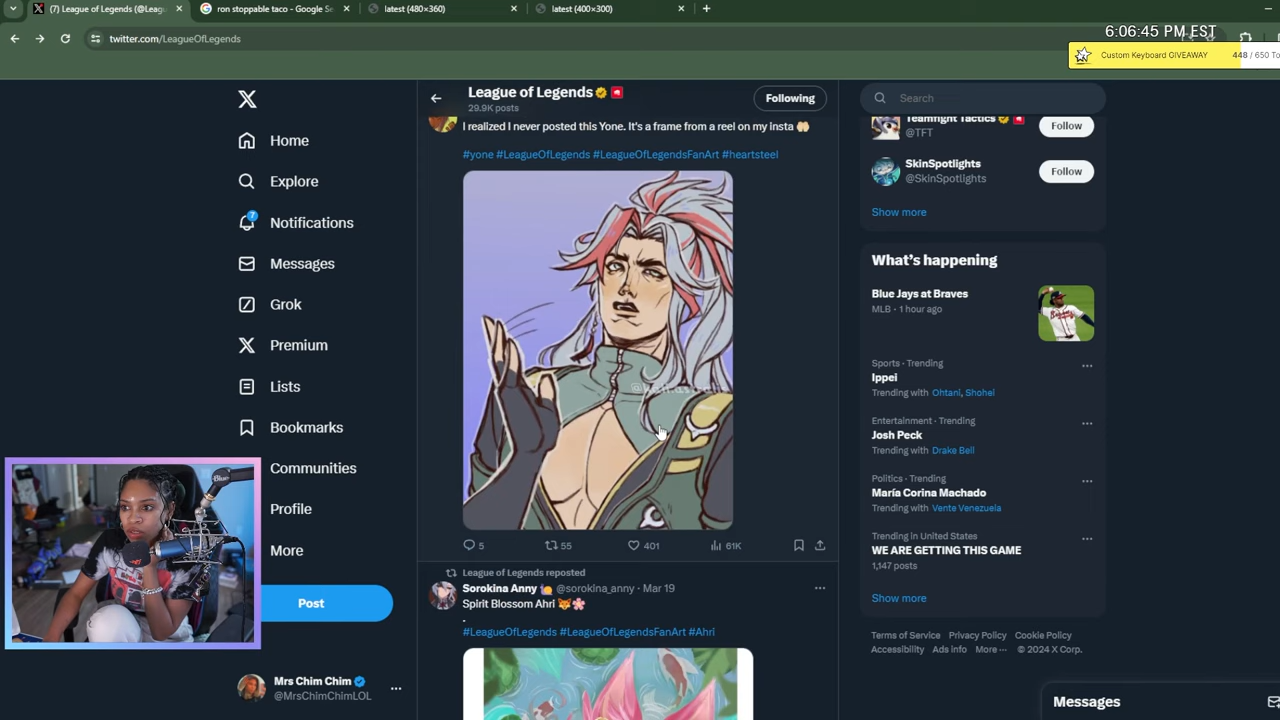 (7) League of Legends (@Leag
ron stoppable taco - Google Se
latest (480×360)
latest (400×300)
twitter.com/LeagueOfLegends
6:06:45 PM EST
Custom Keyboard GIVEAWAY
448 / 650 To
League of Legends
29.9K posts
Following
Search
Home
Explore
7
Notifications
Messages
Grok
Premium
Lists
Bookmarks
Communities
Profile
More
Post
Mrs Chim Chim
@MrsChimChimLOL
I realized I never posted this Yone. It's a frame from a reel on my insta
#yone #LeagueOfLegends #LeagueOfLegendsFanArt #heartsteel
5
55
401
61K
League of Legends reposted
Sorokina Anny @sorokina_anny · Mar 19
Spirit Blossom Ahri
.
#LeagueOfLegends #LeagueOfLegendsFanArt #Ahri
Teamfight Tactics
@TFT
Follow
SkinSpotlights
@SkinSpotlights
Follow
Show more
What's happening
Blue Jays at Braves
MLB · 1 hour ago
Braves
Sports · Trending
Ippei
Trending with Ohtani, Shohei
Entertainment · Trending
Josh Peck
Trending with Drake Bell
Politics · Trending
María Corina Machado
Trending with Vente Venezuela
Trending in United States
WE ARE GETTING THIS GAME
1,147 posts
Show more
Terms of Service Privacy Policy Cookie Policy
Accessibility Ads info More ··· © 2024 X Corp.
Messages
Blue